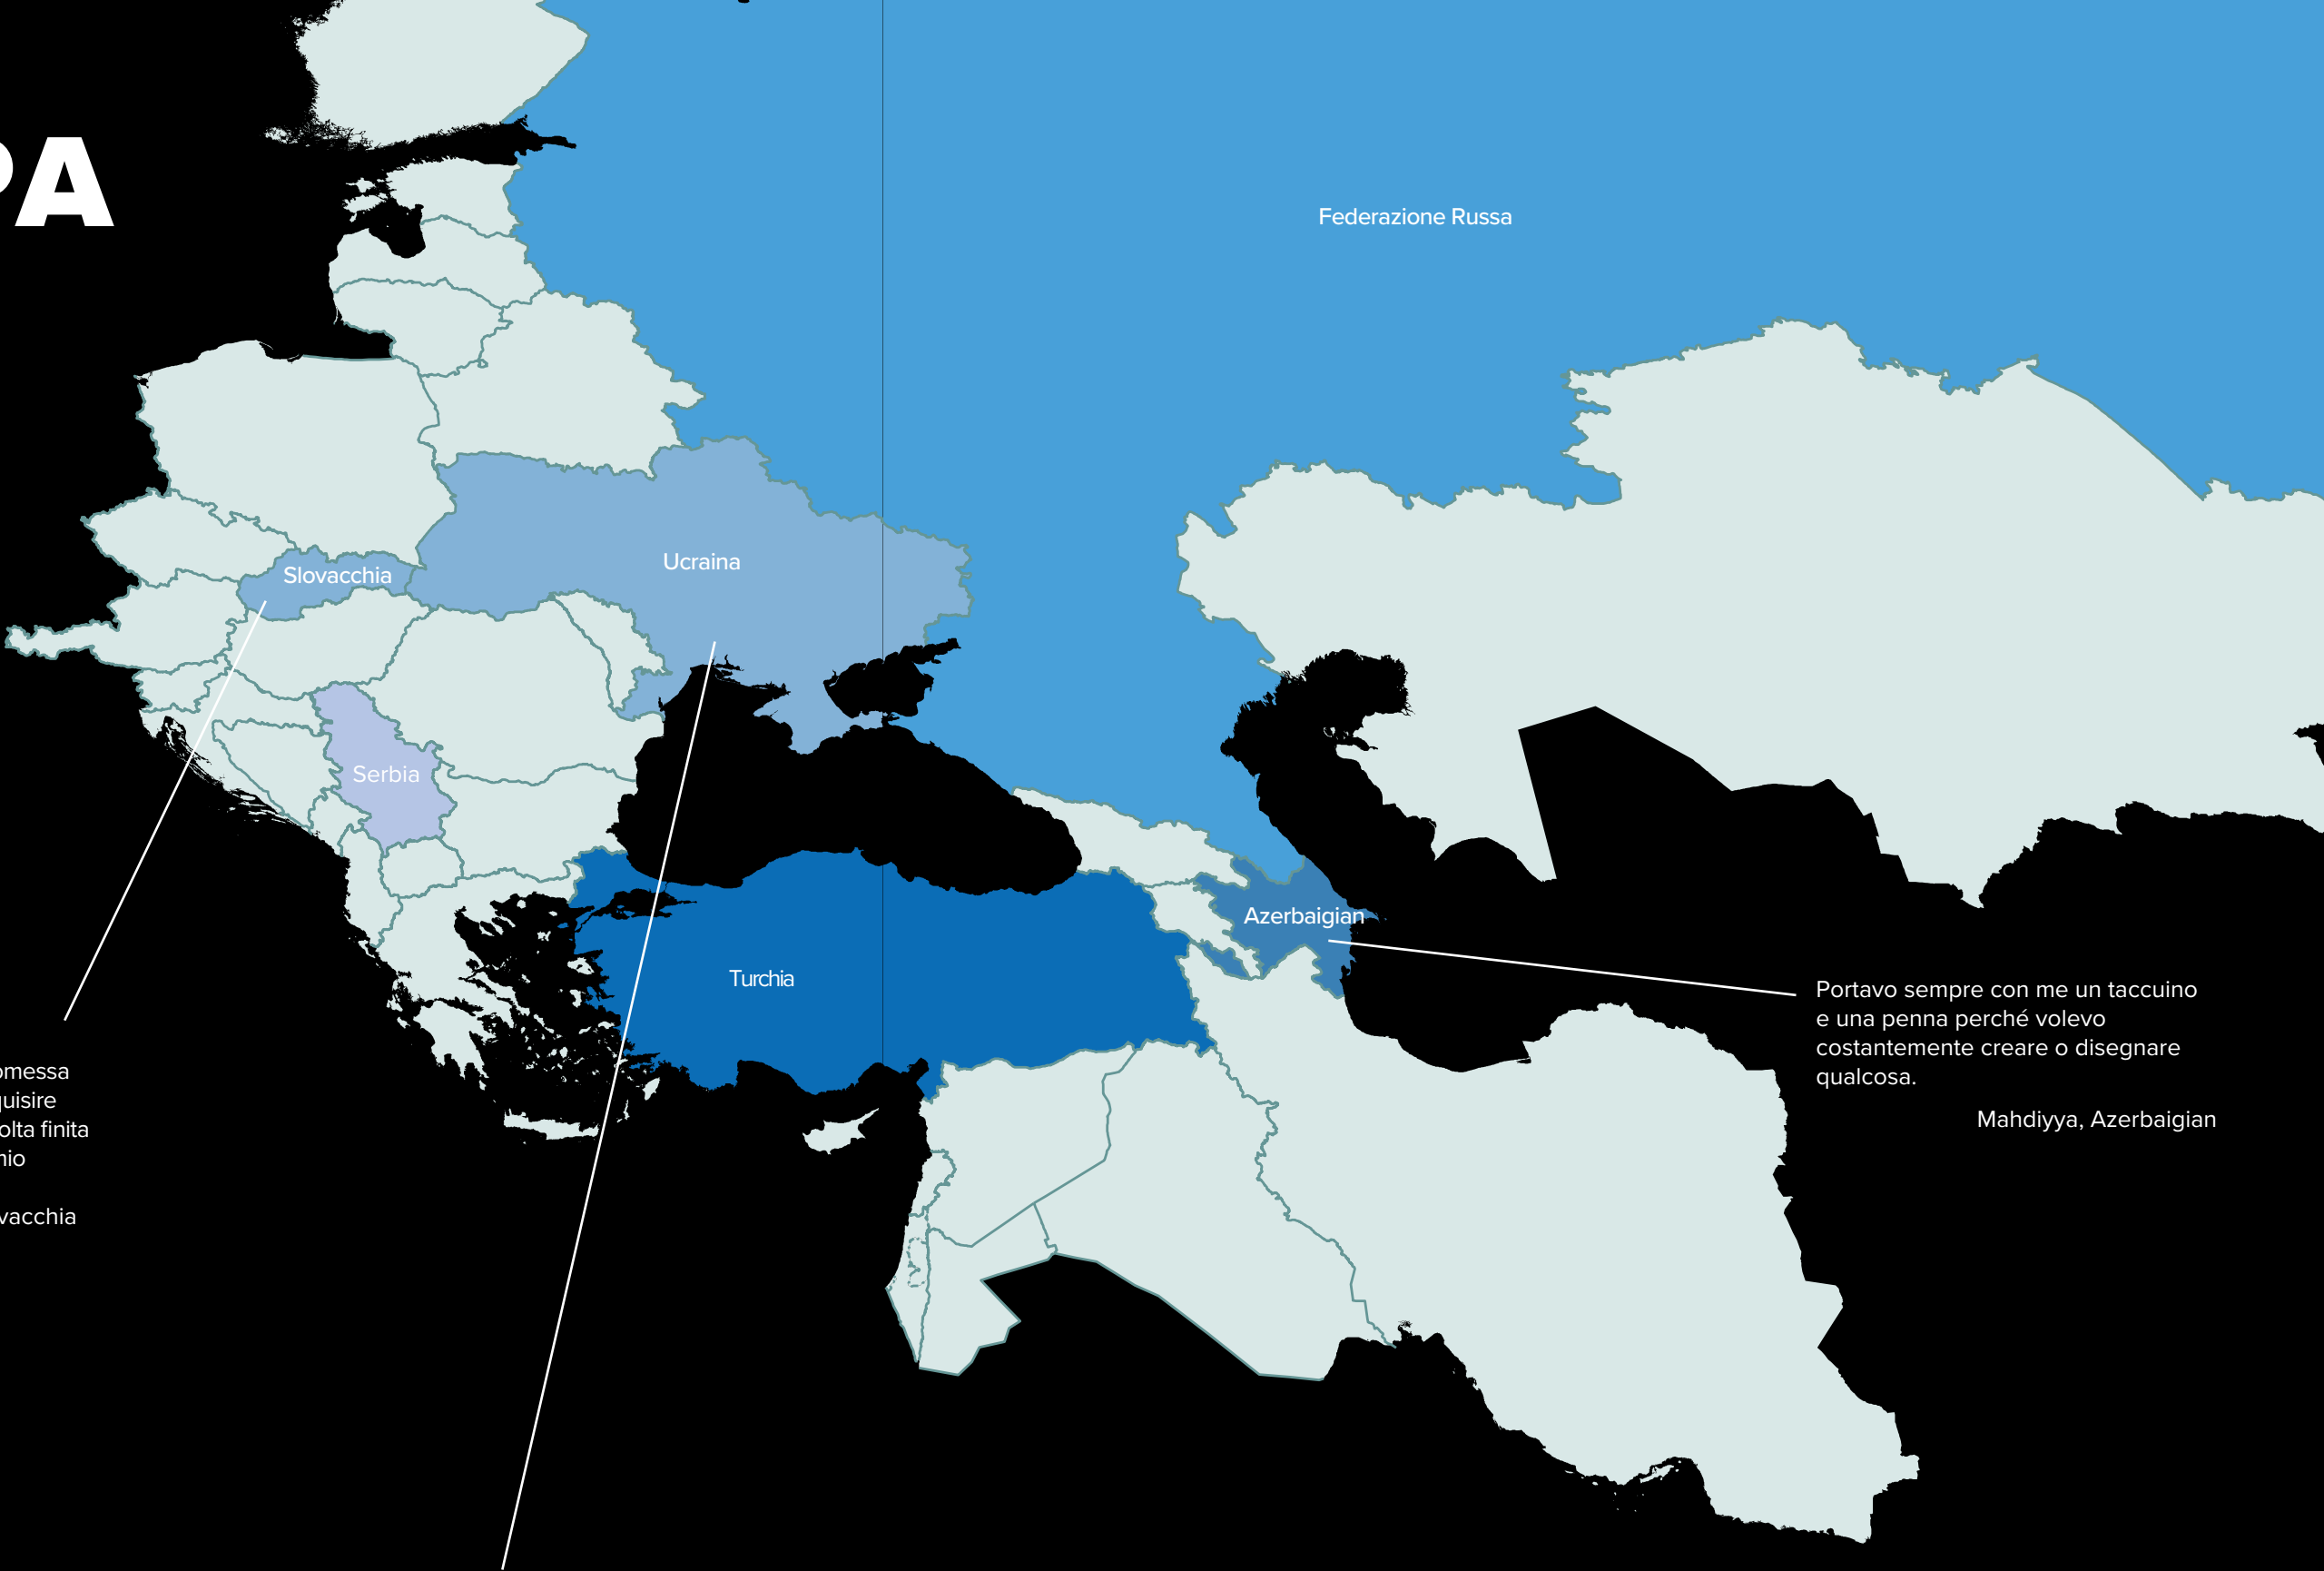 PA
Federazione Russa
Ucraina
Slovacchia
Serbia
Azerbaigian
Turchia
Portavo sempre con me un taccuino
e una penna perché volevo
costantemente creare o disegnare
qualcosa.
Mahdiyya, Azerbaigian
omessa
quisire
olta finita
nio
vacchia